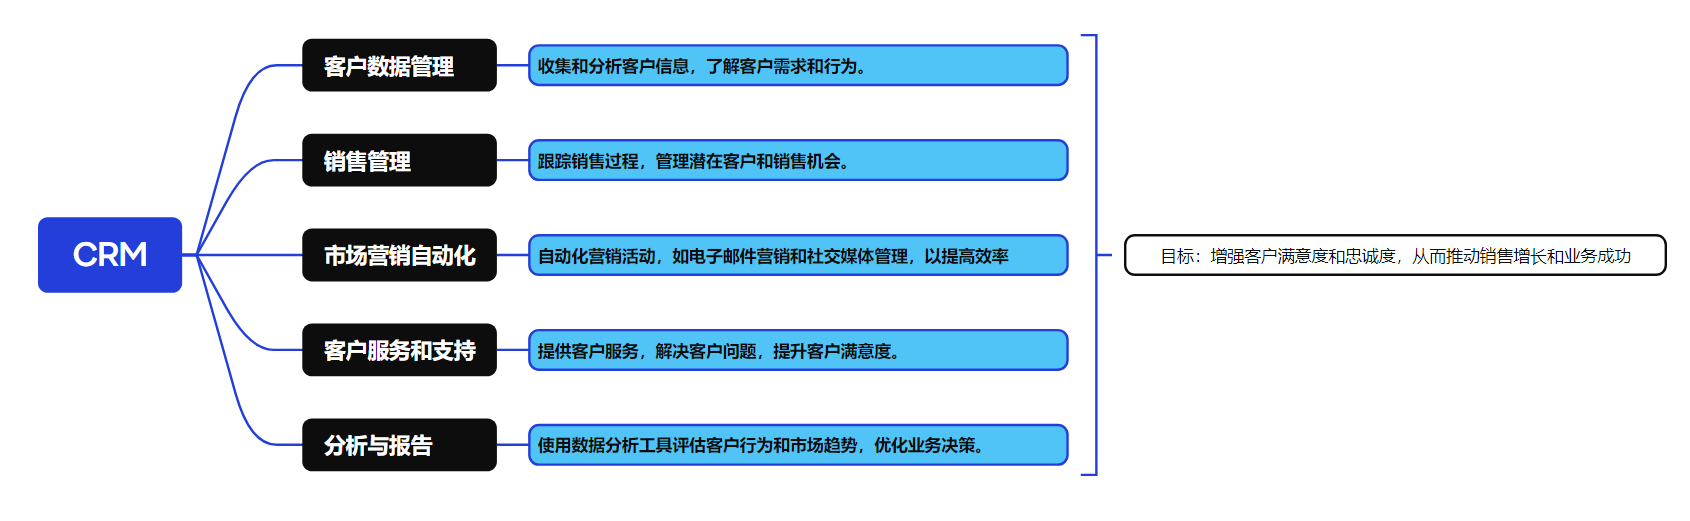 CRM
客户数据管理
收集和分析客户信息，了解客户需求和行为。
销售管理
跟踪销售过程，管理潜在客户和销售机会。
市场营销自动化
自动化营销活动，如电子邮件营销和社交媒体管理，以提高效率
客户服务和支持
提供客户服务，解决客户问题，提升客户满意度。
分析与报告
使用数据分析工具评估客户行为和市场趋势，优化业务决策。
目标：增强客户满意度和忠诚度，从而推动销售增长和业务成功